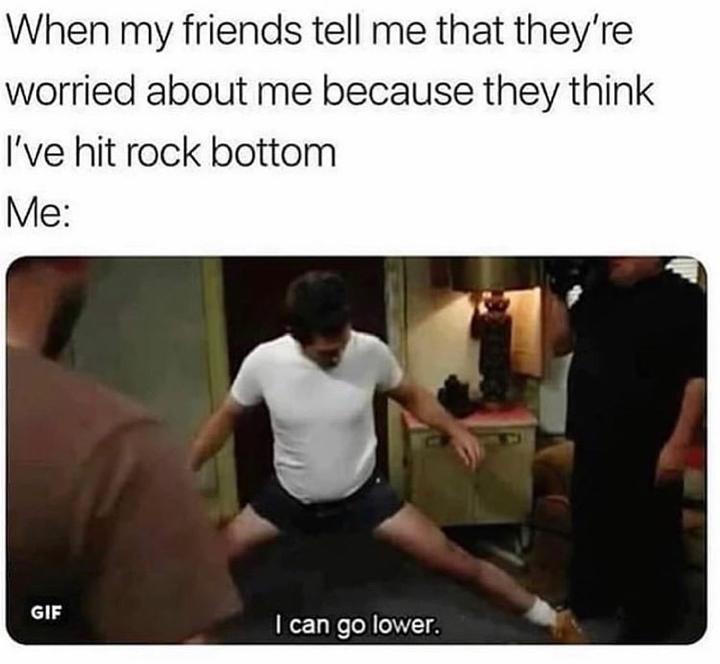 When my friends tell me that they're
worried about me because they think
I've hit rock bottom
Me:
GIF
I can go lower.